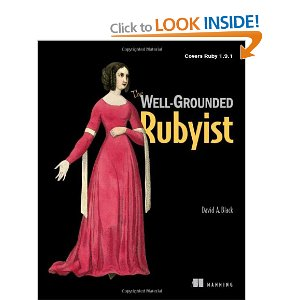 Click to LOOK INSIDE!
Covers Ruby 1.9.1
The
WELL-GROUNDED
Rubyist
David A. Black
MANNING